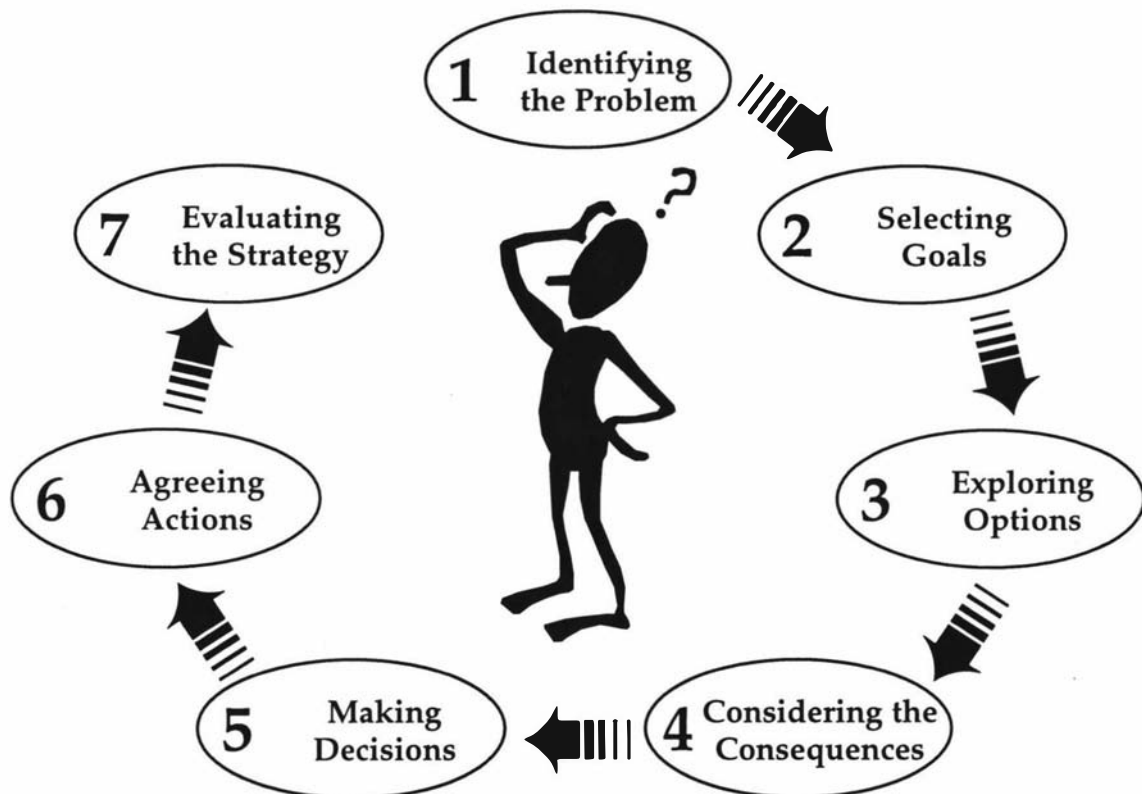 1 Identifying
the Problem
?
2 Selecting
Goals
3 Exploring
Options
4 Considering the
Consequences
5 Making
Decisions
6 Agreeing
Actions
7 Evaluating
the Strategy